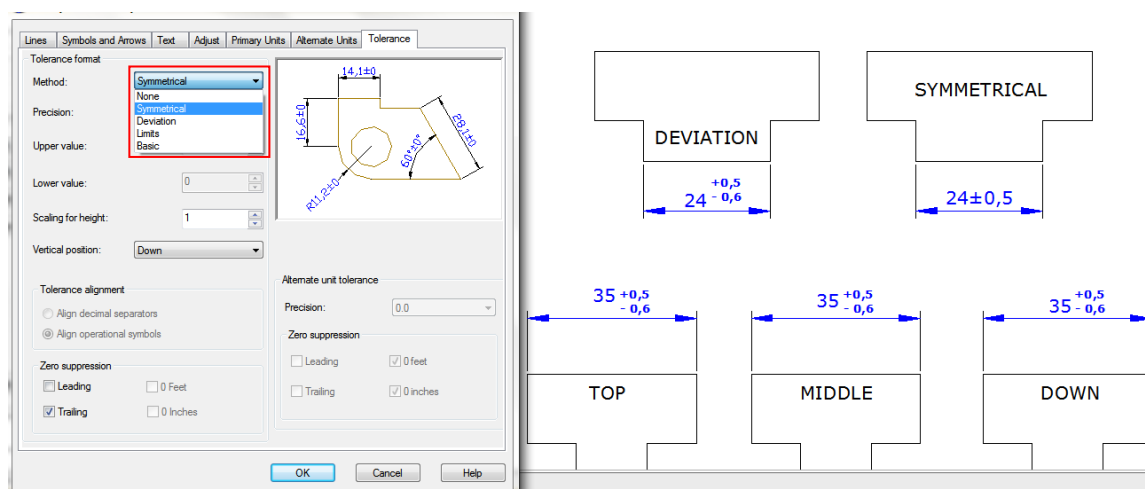 Lines Symbols and Arrows Text Adjust Primary Units Alternate Units Tolerance
Tolerance format
Method: Symmetrical
None
Symmetrical
Deviation
Limits
Basic
Precision:
Upper value:
Lower value: 0
Scaling for height: 1
Vertical position: Down
Tolerance alignment
Align decimal separators
Align operational symbols
Zero suppression
Leading 0 Feet
Trailing 0 Inches
14,1±0
16,6±0
28,1±0
60°±0°
R11,2±0
Alternate unit tolerance
Precision: 0.0
Zero suppression
Leading 0 feet
Trailing 0 inches
OK Cancel Help
DEVIATION
24 +0,5
- 0,6
SYMMETRICAL
24±0,5
35 +0,5
- 0,6
TOP
35 +0,5
- 0,6
MIDDLE
35 +0,5
- 0,6
DOWN